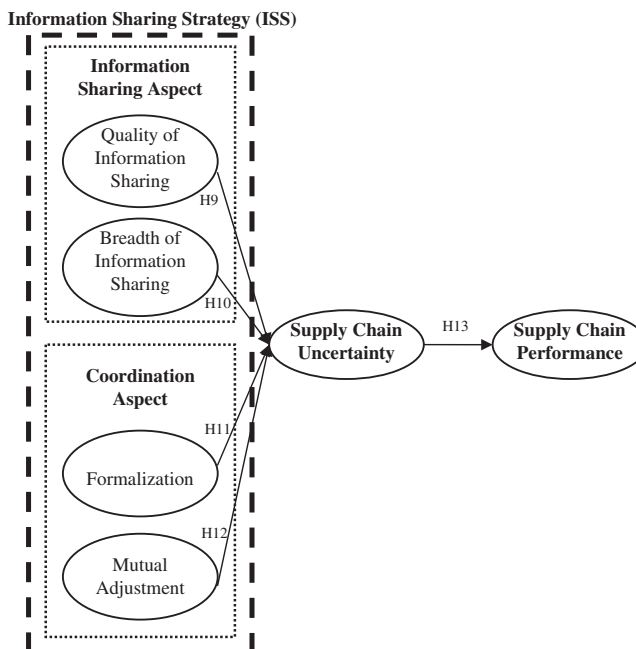 Information Sharing Strategy (ISS)
Information
Sharing Aspect
Quality of
Information
Sharing
H9
Breadth of
Information
Sharing
H10
Supply Chain
Uncertainty
H13
Supply Chain
Performance
Coordination
Aspect
H11
Formalization
H12
Mutual
Adjustment